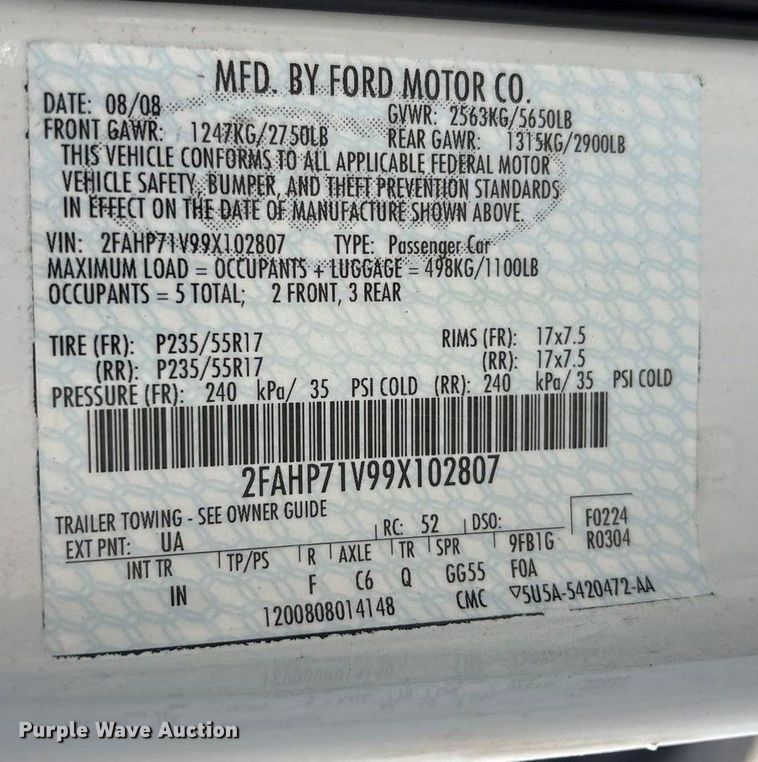 MFD. BY FORD MOTOR CO.
DATE: 08/08 GVWR: 2563KG/5650LB
FRONT GAWR: 1247KG/2750LB REAR GAWR: 1315KG/2900LB
THIS VEHICLE CONFORMS TO ALL APPLICABLE FEDERAL MOTOR
VEHICLE SAFETY, BUMPER, AND THEFT PREVENTION STANDARDS
IN EFFECT ON THE DATE OF MANUFACTURE SHOWN ABOVE.
VIN: 2FAHP71V99X102807 TYPE: Passenger Car
MAXIMUM LOAD = OCCUPANTS + LUGGAGE = 498KG/1100LB
OCCUPANTS = 5 TOTAL; 2 FRONT, 3 REAR
TIRE (FR): P235/55R17 RIMS (FR): 17x7.5
(RR): P235/55R17 (RR): 17x7.5
PRESSURE (FR): 240 kPa/ 35 PSI COLD (RR): 240 kPa/ 35 PSI COLD
2FAHP71V99X102807
TRAILER TOWING - SEE OWNER GUIDE
EXT PNT: UA RC: 52 DSO: F0224
INT TR TP/PS R AXLE TR SPR 9FB1G R0304
IN F C6 Q GG55 F0A
1200808014148 CMC ▽5U5A-5420472-AA
Purple Wave Auction